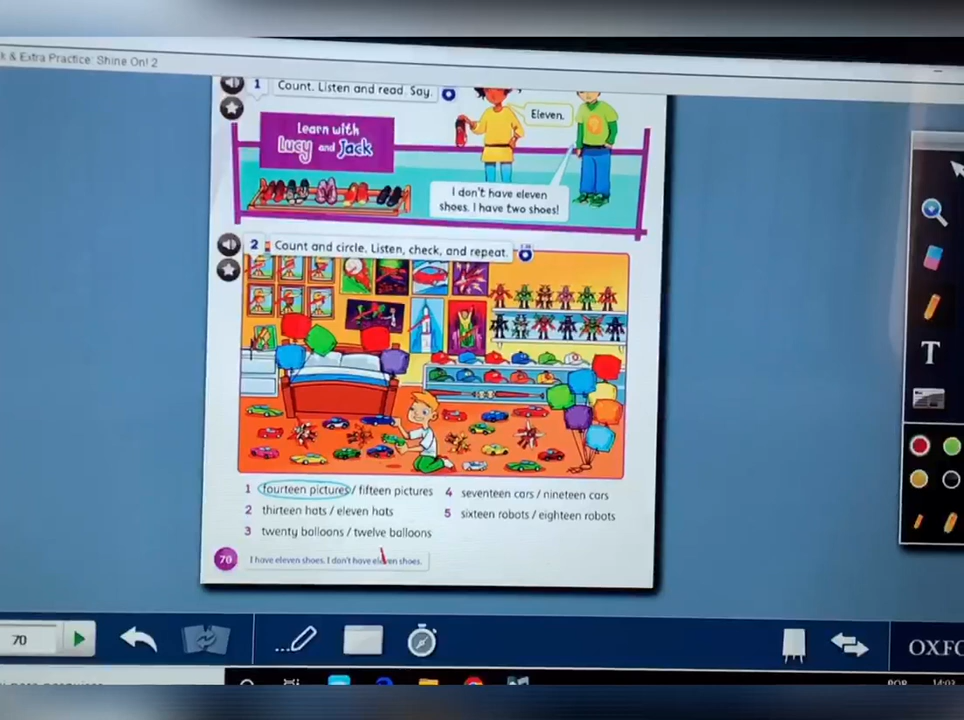 k & Extra Practice: Shine On! 2
1 Count. Listen and read. Say.
Eleven.
Learn with
Lucy and Jack
I don't have eleven
shoes. I have two shoes!
2 Count and circle. Listen, check, and repeat.
1 fourteen pictures / fifteen pictures
2 thirteen hats / eleven hats
3 twenty balloons / twelve balloons
4 seventeen cars / nineteen cars
5 sixteen robots / eighteen robots
70 I have eleven shoes. I don't have eleven shoes.
T
70
OXFO